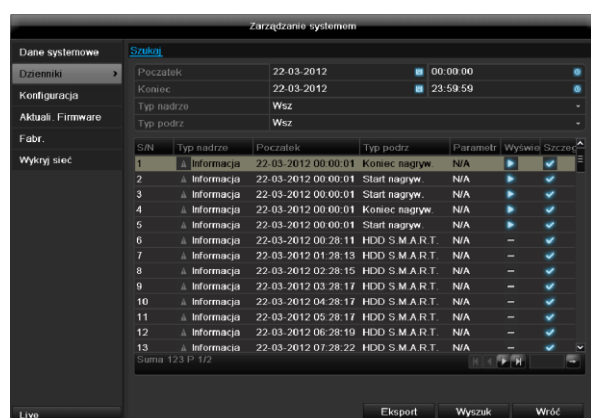 Zarządzanie systemem
Dane systemowe
Dzienniki
Konfiguracja
Aktuali. Firmware
Fabr.
Wykryj sieć
Live
Szukaj
Początek 22-03-2012 00:00:00
Koniec 22-03-2012 23:59:59
Typ nadrze Wsz
Typ podrz Wsz
S/N Typ nadrze Początek Typ podrz Parametr Wyświe Szczeg
1 Informacja 22-03-2012 00:00:01 Koniec nagryw. N/A
2 Informacja 22-03-2012 00:00:01 Start nagryw. N/A
3 Informacja 22-03-2012 00:00:01 Start nagryw. N/A
4 Informacja 22-03-2012 00:00:01 Koniec nagryw. N/A
5 Informacja 22-03-2012 00:00:01 Start nagryw. N/A
6 Informacja 22-03-2012 00:28:11 HDD S.M.A.R.T. N/A –
7 Informacja 22-03-2012 01:28:13 HDD S.M.A.R.T. N/A –
8 Informacja 22-03-2012 02:28:15 HDD S.M.A.R.T. N/A –
9 Informacja 22-03-2012 03:28:17 HDD S.M.A.R.T. N/A –
10 Informacja 22-03-2012 04:28:17 HDD S.M.A.R.T. N/A –
11 Informacja 22-03-2012 05:28:17 HDD S.M.A.R.T. N/A –
12 Informacja 22-03-2012 06:28:19 HDD S.M.A.R.T. N/A –
13 Informacja 22-03-2012 07:28:22 HDD S.M.A.R.T. N/A –
Suma 123 P 1/2
Eksport Wyszuk Wróć